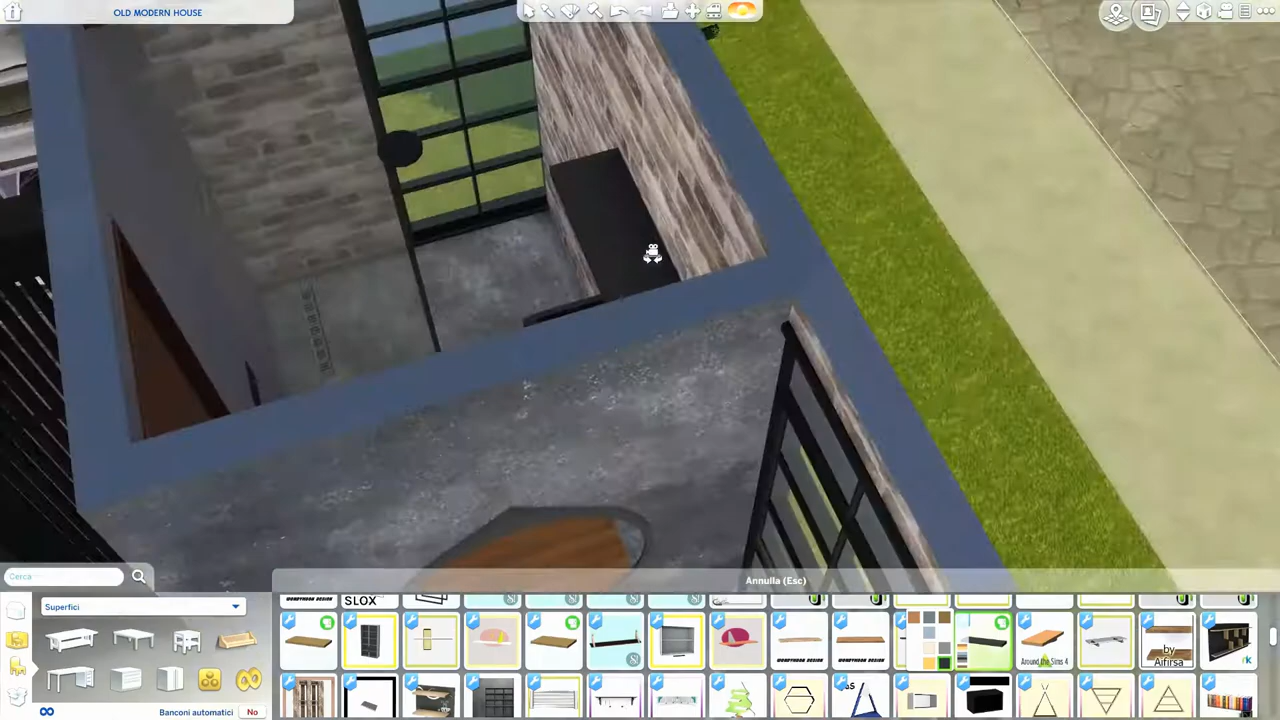 OLD MODERN HOUSE
Annulla (Esc)
Cerca
Superfici
SLOX
Around the Sims 4
by
Aifirsa
Banconi automatici
No